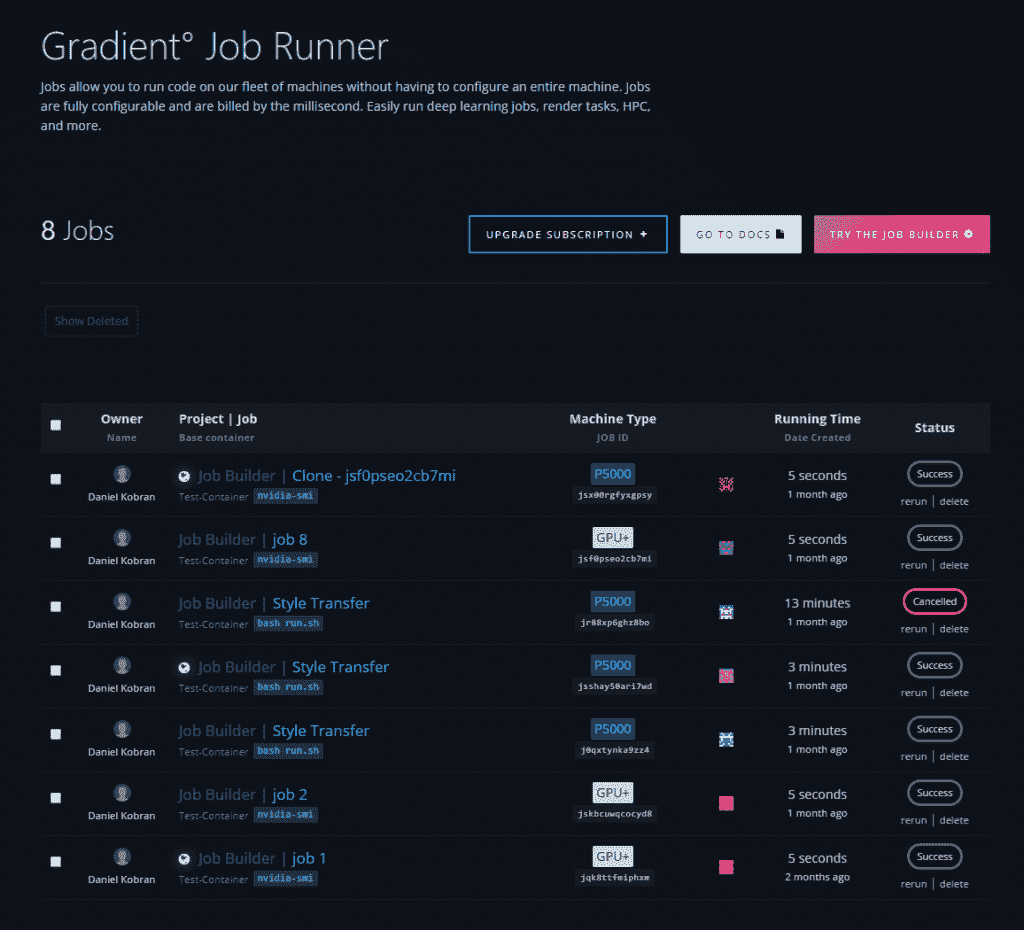 Gradient° Job Runner
Jobs allow you to run code on our fleet of machines without having to configure an entire machine. Jobs
are fully configurable and are billed by the millisecond. Easily run deep learning jobs, render tasks, HPC,
and more.
8 Jobs
UPGRADE SUBSCRIPTION +
GO TO DOCS
TRY THE JOB BUILDER
Show Deleted
Owner Project | Job Machine Type Running Time Status
Name Base container JOB ID Date Created
Job Builder | Clone - jsf0pseo2cb7mi P5000 5 seconds Success
Daniel Kobran Test-Container nvidia-smi jsx00rgfyxgpsy 1 month ago rerun | delete
Job Builder | job 8 GPU+ 5 seconds Success
Daniel Kobran Test-Container nvidia-smi jsf0pseo2cb7mi 1 month ago rerun | delete
Job Builder | Style Transfer P5000 13 minutes Cancelled
Daniel Kobran Test-Container bash run.sh jr88xp6ghz8bo 1 month ago rerun | delete
Job Builder | Style Transfer P5000 3 minutes Success
Daniel Kobran Test-Container bash run.sh jsshay50ari7wd 1 month ago rerun | delete
Job Builder | Style Transfer P5000 3 minutes Success
Daniel Kobran Test-Container bash run.sh j0qxtynka9zz4 1 month ago rerun | delete
Job Builder | job 2 GPU+ 5 seconds Success
Daniel Kobran Test-Container nvidia-smi jskbcuwqcocyd8 1 month ago rerun | delete
Job Builder | job 1 GPU+ 5 seconds Success
Daniel Kobran Test-Container nvidia-smi jqk8ttfmiphxm 2 months ago rerun | delete